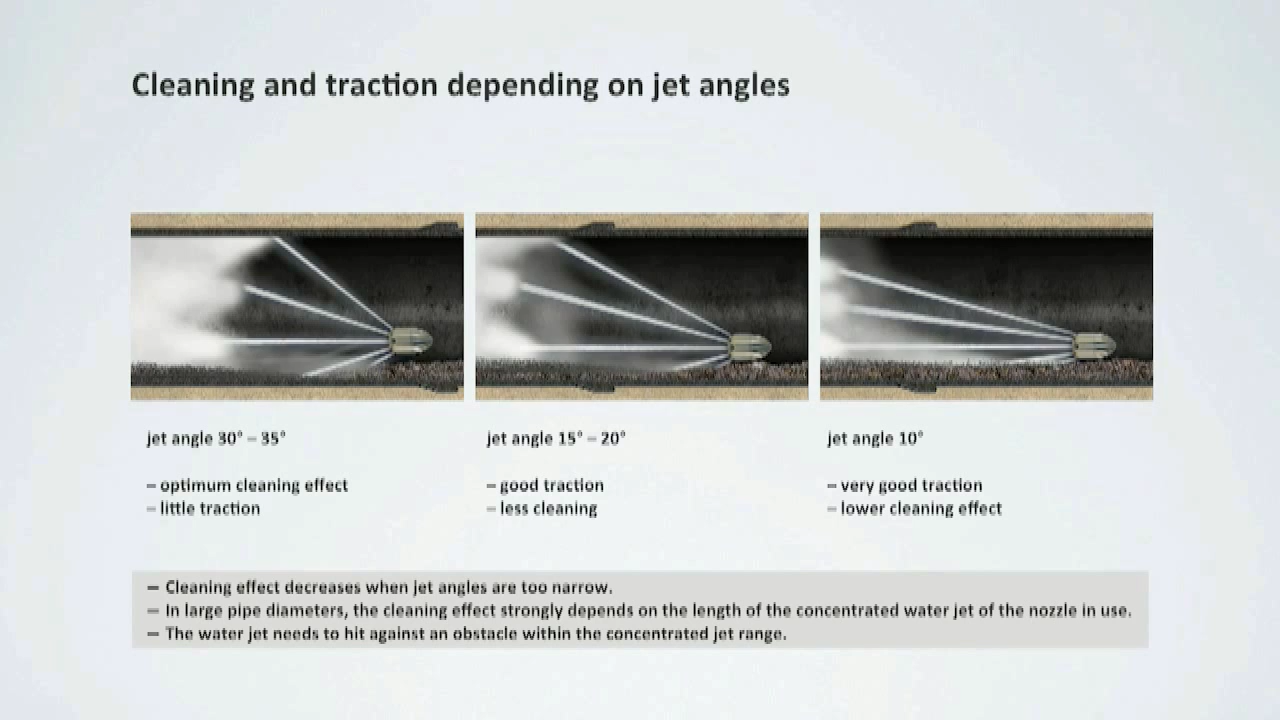 Cleaning and traction depending on jet angles
jet angle 30° – 35°
– optimum cleaning effect
– little traction
jet angle 15° – 20°
– good traction
– less cleaning
jet angle 10°
– very good traction
– lower cleaning effect
– Cleaning effect decreases when jet angles are too narrow.
– In large pipe diameters, the cleaning effect strongly depends on the length of the concentrated water jet of the nozzle in use.
– The water jet needs to hit against an obstacle within the concentrated jet range.